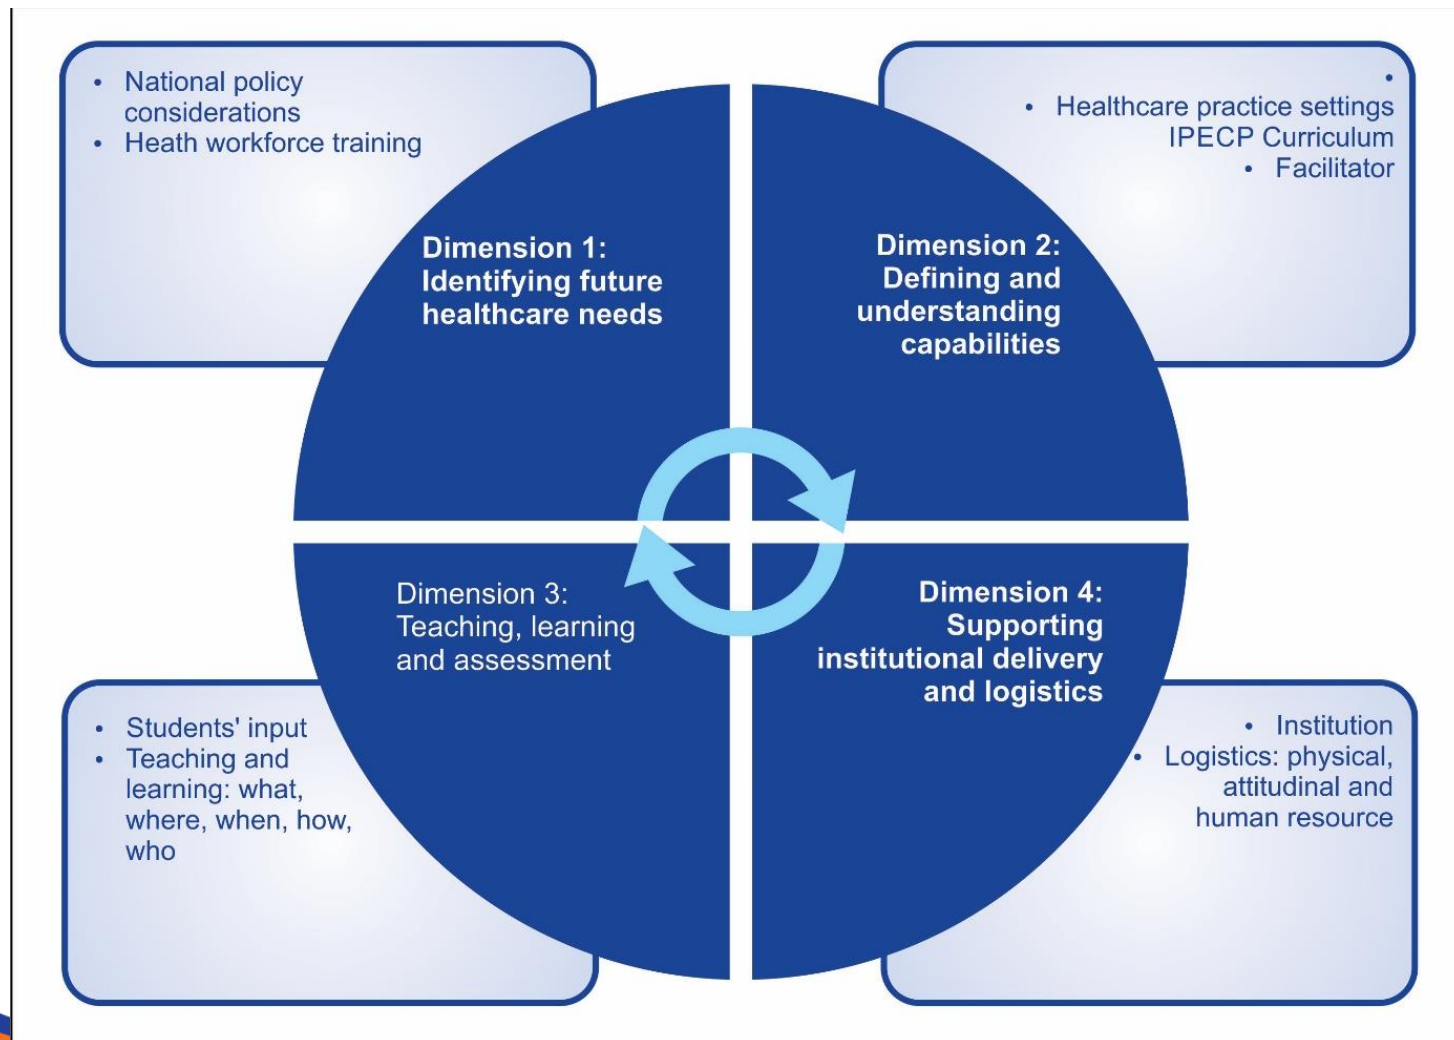 • National policy
considerations
• Heath workforce training
Dimension 1:
Identifying future
healthcare needs
•
• Healthcare practice settings
IPECP Curriculum
• Facilitator
Dimension 2:
Defining and
understanding
capabilities
Dimension 3:
Teaching, learning
and assessment
• Students' input
• Teaching and
learning: what,
where, when, how,
who
Dimension 4:
Supporting
institutional delivery
and logistics
• Institution
• Logistics: physical,
attitudinal and
human resource